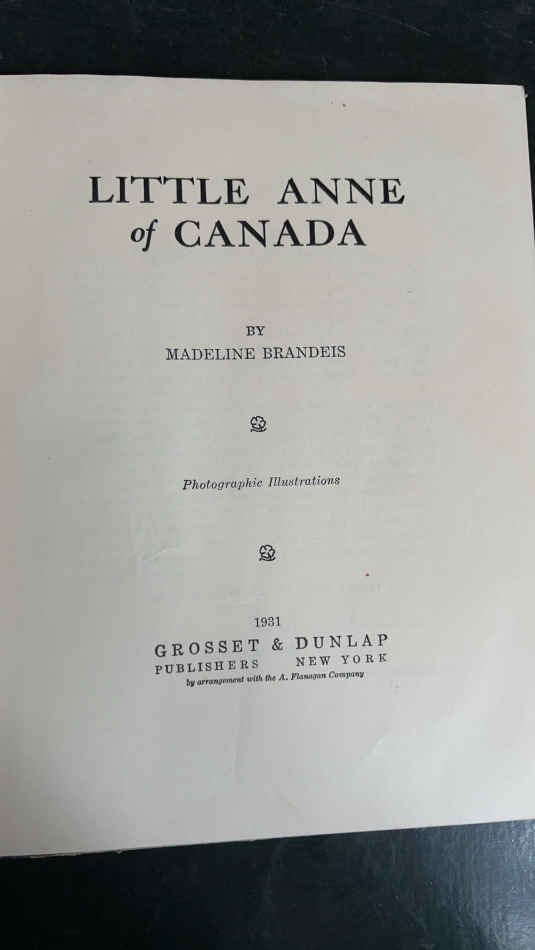 LITTLE ANNE
of CANADA
BY
MADELINE BRANDEIS
Photographic Illustrations
1931
GROSSET & DUNLAP
PUBLISHERS NEW YORK
by arrangement with the A. Flanagan Company